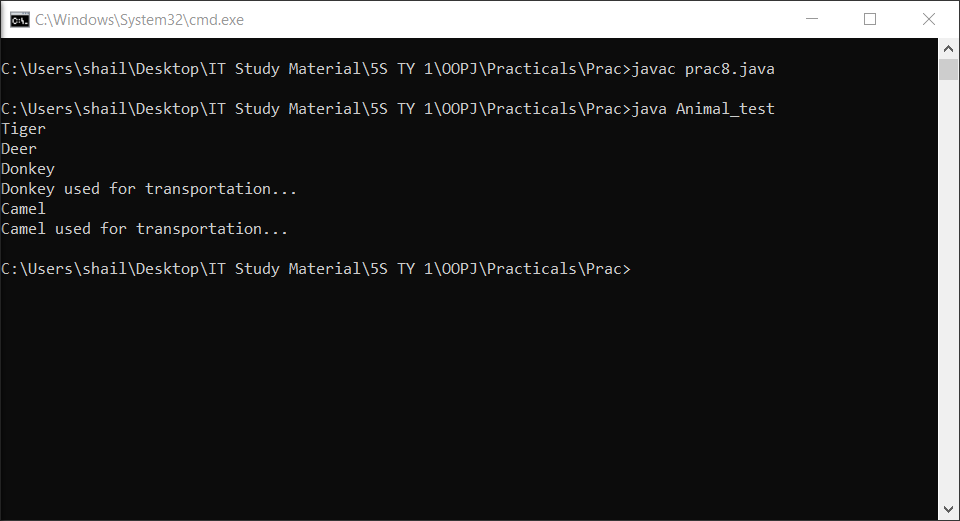 C:\Windows\System32\cmd.exe
C:\Users\shail\Desktop\IT Study Material\5S TY 1\OOPJ\Practicals\Prac>javac prac8.java
C:\Users\shail\Desktop\IT Study Material\5S TY 1\OOPJ\Practicals\Prac>java Animal_test
Tiger
Deer
Donkey
Donkey used for transportation...
Camel
Camel used for transportation...
C:\Users\shail\Desktop\IT Study Material\5S TY 1\OOPJ\Practicals\Prac>